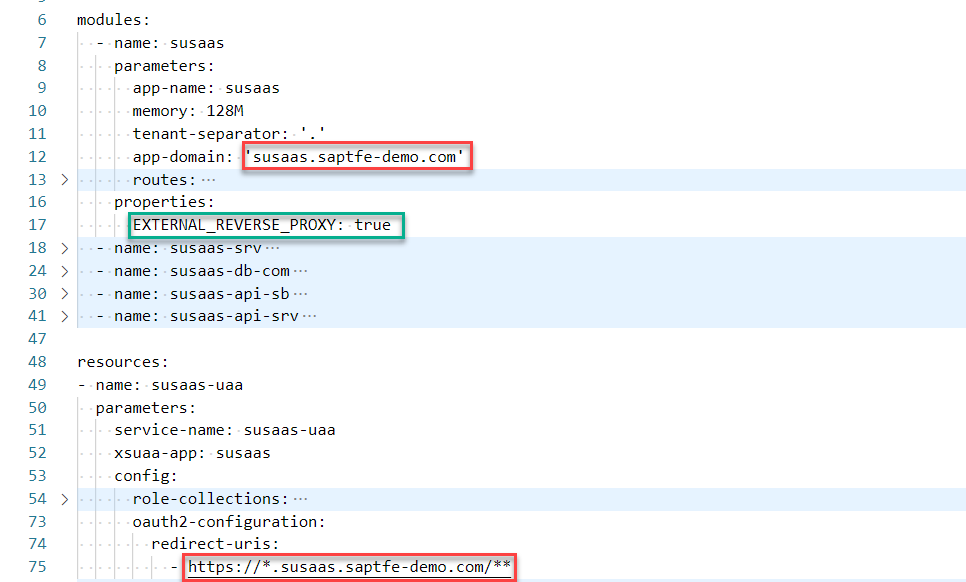 6 modules:
7 - name: susaas
8 parameters:
9 app-name: susaas
10 memory: 128M
11 tenant-separator: '.'
12 app-domain: 'susaas.saptfe-demo.com'
13 routes: ...
16 properties:
17 EXTERNAL_REVERSE_PROXY: true
18 - name: susaas-srv...
24 - name: susaas-db-com...
30 - name: susaas-api-sb...
41 - name: susaas-api-srv...
47
48 resources:
49 - name: susaas-uaa
50 parameters:
51 service-name: susaas-uaa
52 xsuaa-app: susaas
53 config:
54 role-collections: ...
73 oauth2-configuration:
74 redirect-uris:
75 - https://*.susaas.saptfe-demo.com/**